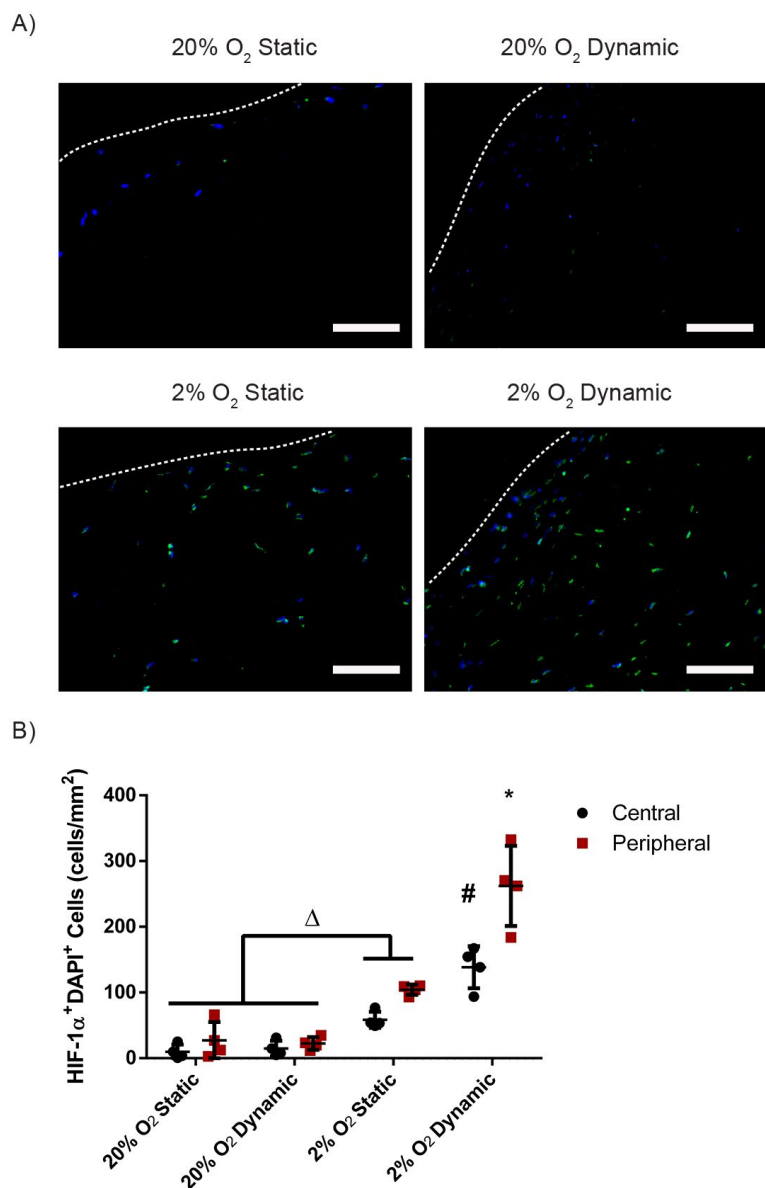 A)
20% O₂ Static
20% O₂ Dynamic
2% O₂ Static
2% O₂ Dynamic
B)
HIF-1α⁺DAPI⁺ Cells (cells/mm²)
400
300
200
100
0
Δ
#
*
Central
Peripheral
20% O₂ Static
20% O₂ Dynamic
2% O₂ Static
2% O₂ Dynamic